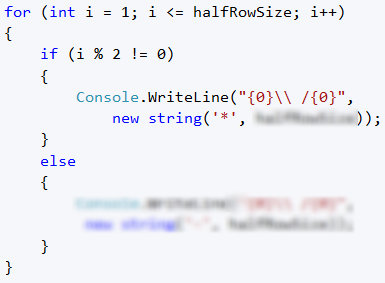 for (int i = 1; i <= halfRowSize; i++)
{
    if (i % 2 != 0)
    {
        Console.WriteLine("{0}\\ /{0}",
            new string('*', ));
    }
    else
    {
    }
}